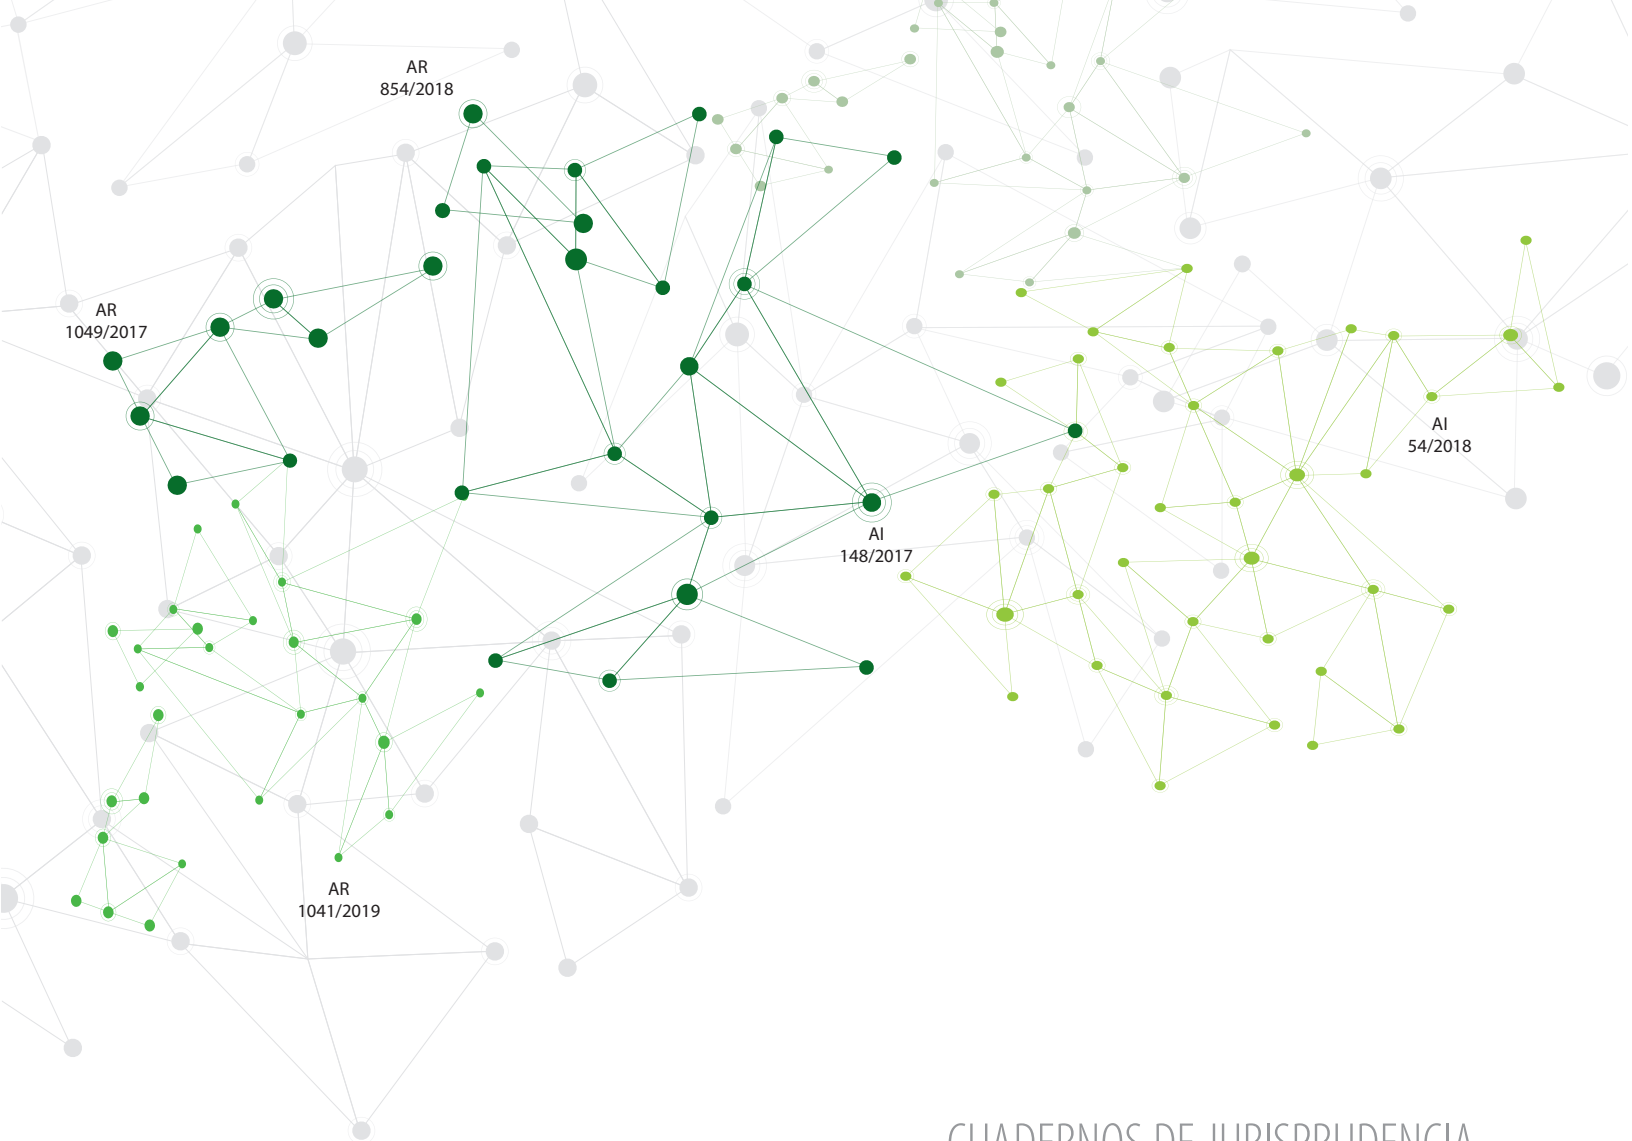 AR
854/2018
AR
1049/2017
AI
54/2018
AI
148/2017
AR
1041/2019
CUADERNOS DE JURISPRUDENCIA